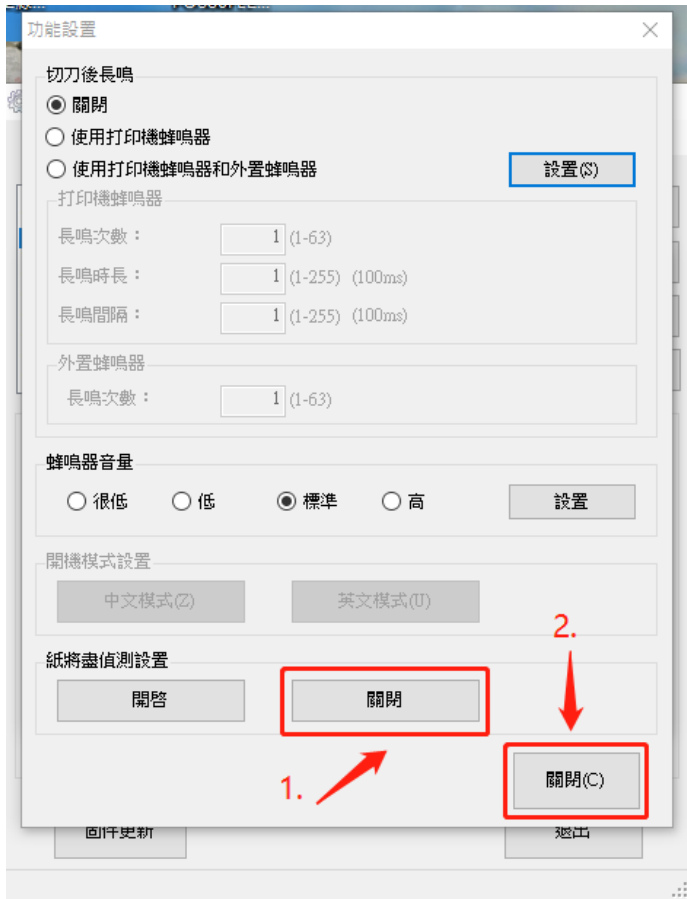 功能設置
切刀後長鳴
關閉
使用打印機蜂鳴器
使用打印機蜂鳴器和外置蜂鳴器
設置(S)
打印機蜂鳴器
長鳴次數：
1
(1-63)
長鳴時長：
1
(1-255) (100ms)
長鳴間隔：
1
(1-255) (100ms)
外置蜂鳴器
長鳴次數：
1
(1-63)
蜂鳴器音量
很低
低
標準
高
設置
開機模式設置
中文模式(Z)
英文模式(U)
2.
紙將盡偵測設置
開啓
關閉
1.
關閉(C)
固件更新
退出